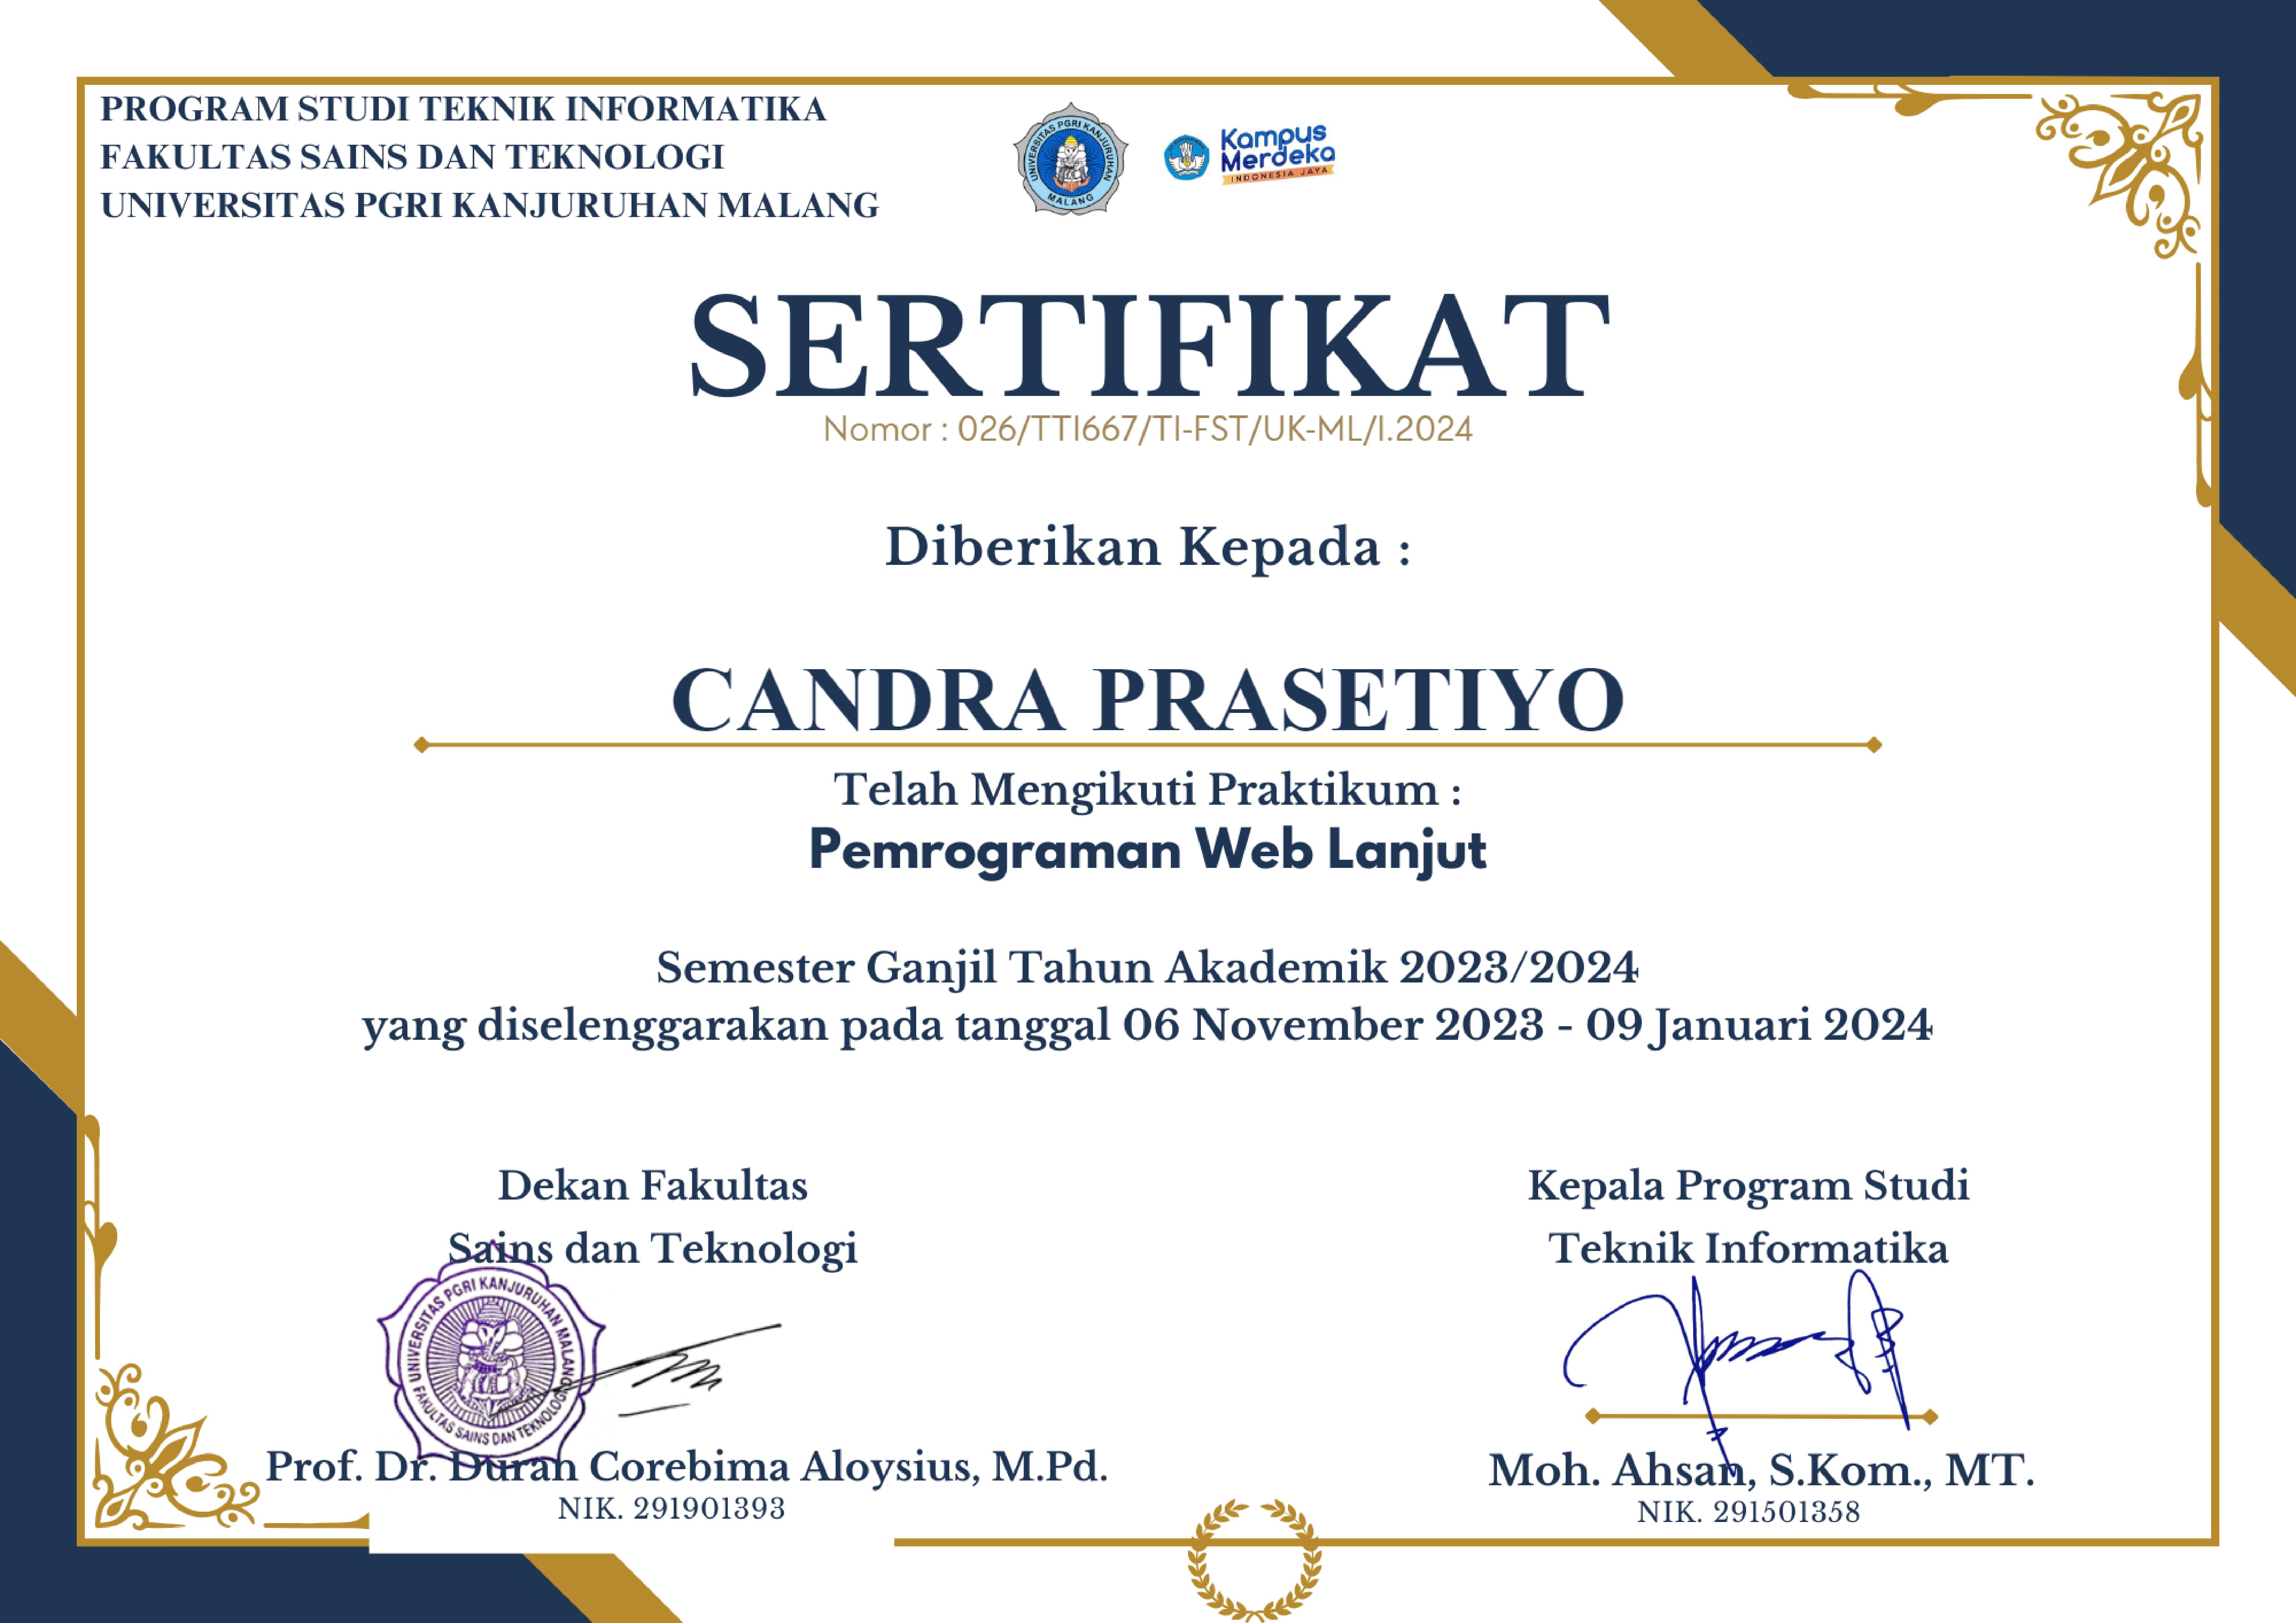 PROGRAM STUDI TEKNIK INFORMATIKA
FAKULTAS SAINS DAN TEKNOLOGI
UNIVERSITAS PGRI KANJURUHAN MALANG
UNIVERSITAS PGRI KANJURUHAN
MALANG
Kampus
Merdeka
INDONESIA JAYA
SERTIFIKAT
Nomor : 026/TTI667/TI-FST/UK-ML/I.2024
Diberikan Kepada :
CANDRA PRASETIYO
Telah Mengikuti Praktikum :
Pemrograman Web Lanjut
Semester Ganjil Tahun Akademik 2023/2024
yang diselenggarakan pada tanggal 06 November 2023 - 09 Januari 2024
Dekan Fakultas
Sains dan Teknologi
UNIVERSITAS PGRI KANJURUHAN MALANG
FAKULTAS SAINS DAN TEKNOLOGI
Prof. Dr. Duran Corebima Aloysius, M.Pd.
NIK. 291901393
Kepala Program Studi
Teknik Informatika
Moh. Ahsan, S.Kom., MT.
NIK. 291501358